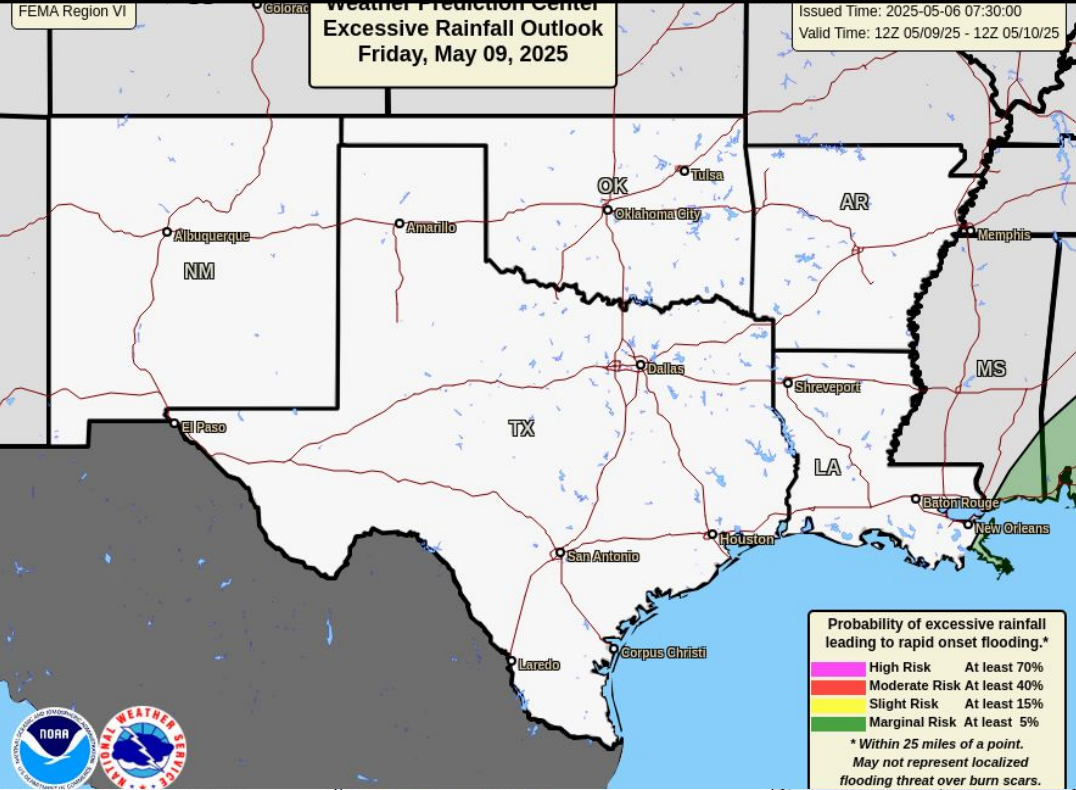 FEMA Region VI
Colorad
Weather Prediction Center
Excessive Rainfall Outlook
Friday, May 09, 2025
Issued Time: 2025-05-06 07:30:00
Valid Time: 12Z 05/09/25 - 12Z 05/10/25
Tulsa
OK
AR
Oklahoma City
Amarillo
Albuquerque
Memphis
NM
Dallas
MS
Shreveport
El Paso
TX
LA
Baton Rouge
New Orleans
Houston
San Antonio
Corpus Christi
Laredo
Probability of excessive rainfall
leading to rapid onset flooding.*
High Risk At least 70%
Moderate Risk At least 40%
Slight Risk At least 15%
Marginal Risk At least 5%
* Within 25 miles of a point.
May not represent localized
flooding threat over burn scars.
NOAA
NATIONAL WEATHER SERVICE